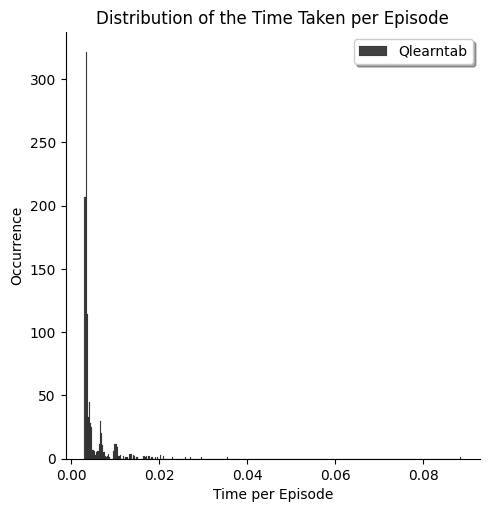 Distribution of the Time Taken per Episode
Qlearntab
300
250
200
150
100
50
0
Occurrence
0.00 0.02 0.04 0.06 0.08
Time per Episode